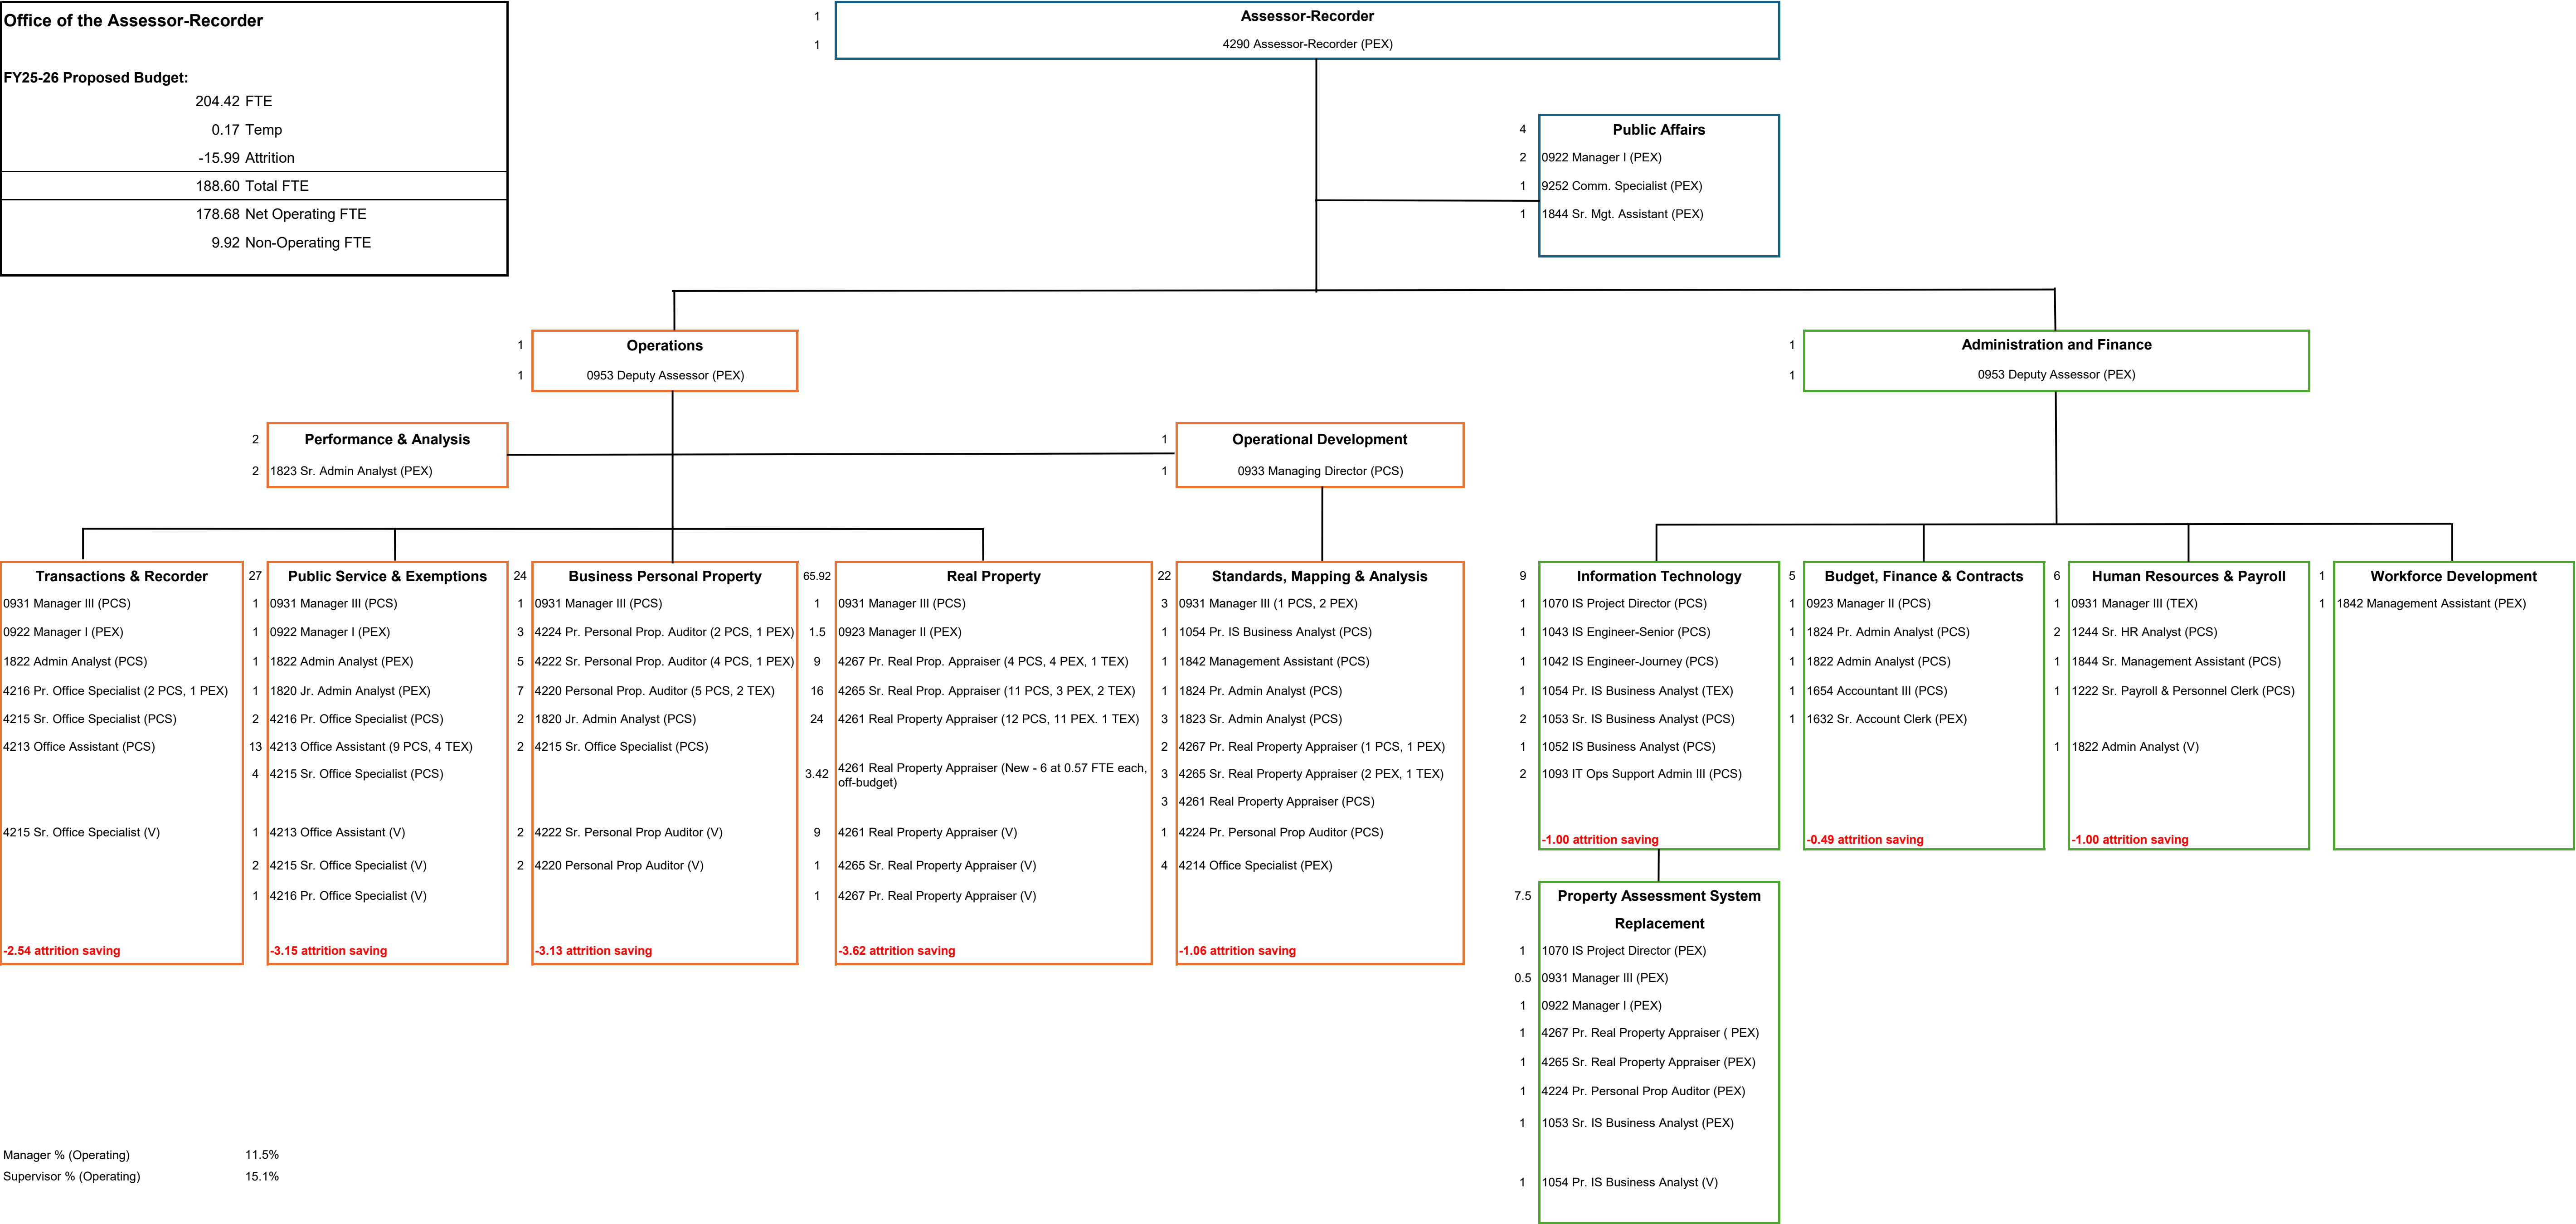 Office of the Assessor-Recorder
FY25-26 Proposed Budget:
204.42 FTE
0.17 Temp
-15.99 Attrition
188.60 Total FTE
178.68 Net Operating FTE
9.92 Non-Operating FTE
1 Assessor-Recorder
1 4290 Assessor-Recorder (PEX)
4 Public Affairs
2 0922 Manager I (PEX)
1 9252 Comm. Specialist (PEX)
1 1844 Sr. Mgt. Assistant (PEX)
1 Operations
1 0953 Deputy Assessor (PEX)
1 Administration and Finance
1 0953 Deputy Assessor (PEX)
2 Performance & Analysis
2 1823 Sr. Admin Analyst (PEX)
1 Operational Development
1 0933 Managing Director (PCS)
Transactions & Recorder
0931 Manager III (PCS)
0922 Manager I (PEX)
1822 Admin Analyst (PCS)
4216 Pr. Office Specialist (2 PCS, 1 PEX)
4215 Sr. Office Specialist (PCS)
4213 Office Assistant (PCS)
4215 Sr. Office Specialist (V)
-2.54 attrition saving
27 Public Service & Exemptions
1 0931 Manager III (PCS)
1 0922 Manager I (PEX)
1 1822 Admin Analyst (PEX)
1 1820 Jr. Admin Analyst (PEX)
2 4216 Pr. Office Specialist (PCS)
13 4213 Office Assistant (9 PCS, 4 TEX)
4 4215 Sr. Office Specialist (PCS)
1 4213 Office Assistant (V)
2 4215 Sr. Office Specialist (V)
1 4216 Pr. Office Specialist (V)
-3.15 attrition saving
24 Business Personal Property
1 0931 Manager III (PCS)
3 4224 Pr. Personal Prop. Auditor (2 PCS, 1 PEX)
5 4222 Sr. Personal Prop. Auditor (4 PCS, 1 PEX)
7 4220 Personal Prop. Auditor (5 PCS, 2 TEX)
2 1820 Jr. Admin Analyst (PCS)
2 4215 Sr. Office Specialist (PCS)
2 4222 Sr. Personal Prop Auditor (V)
2 4220 Personal Prop Auditor (V)
-3.13 attrition saving
65.92 Real Property
1 0931 Manager III (PCS)
1.5 0923 Manager II (PEX)
9 4267 Pr. Real Prop. Appraiser (4 PCS, 4 PEX, 1 TEX)
16 4265 Sr. Real Prop. Appraiser (11 PCS, 3 PEX, 2 TEX)
24 4261 Real Property Appraiser (12 PCS, 11 PEX. 1 TEX)
3.42 4261 Real Property Appraiser (New - 6 at 0.57 FTE each,
off-budget)
9 4261 Real Property Appraiser (V)
1 4265 Sr. Real Property Appraiser (V)
1 4267 Pr. Real Property Appraiser (V)
-3.62 attrition saving
22 Standards, Mapping & Analysis
3 0931 Manager III (1 PCS, 2 PEX)
1 1054 Pr. IS Business Analyst (PCS)
1 1842 Management Assistant (PCS)
1 1824 Pr. Admin Analyst (PCS)
3 1823 Sr. Admin Analyst (PCS)
2 4267 Pr. Real Property Appraiser (1 PCS, 1 PEX)
3 4265 Sr. Real Property Appraiser (2 PEX, 1 TEX)
3 4261 Real Property Appraiser (PCS)
1 4224 Pr. Personal Prop Auditor (PCS)
4 4214 Office Specialist (PEX)
-1.06 attrition saving
9 Information Technology
1 1070 IS Project Director (PCS)
1 1043 IS Engineer-Senior (PCS)
1 1042 IS Engineer-Journey (PCS)
1 1054 Pr. IS Business Analyst (TEX)
2 1053 Sr. IS Business Analyst (PCS)
1 1052 IS Business Analyst (PCS)
2 1093 IT Ops Support Admin III (PCS)
-1.00 attrition saving
5 Budget, Finance & Contracts
1 0923 Manager II (PCS)
1 1824 Pr. Admin Analyst (PCS)
1 1822 Admin Analyst (PCS)
1 1654 Accountant III (PCS)
1 1632 Sr. Account Clerk (PEX)
-0.49 attrition saving
6 Human Resources & Payroll
1 0931 Manager III (TEX)
2 1244 Sr. HR Analyst (PCS)
1 1844 Sr. Management Assistant (PCS)
1 1222 Sr. Payroll & Personnel Clerk (PCS)
1 1822 Admin Analyst (V)
-1.00 attrition saving
1 Workforce Development
1 1842 Management Assistant (PEX)
7.5 Property Assessment System
Replacement
1 1070 IS Project Director (PEX)
0.5 0931 Manager III (PEX)
1 0922 Manager I (PEX)
1 4267 Pr. Real Property Appraiser ( PEX)
1 4265 Sr. Real Property Appraiser (PEX)
1 4224 Pr. Personal Prop Auditor (PEX)
1 1053 Sr. IS Business Analyst (PEX)
1 1054 Pr. IS Business Analyst (V)
Manager % (Operating) 11.5%
Supervisor % (Operating) 15.1%